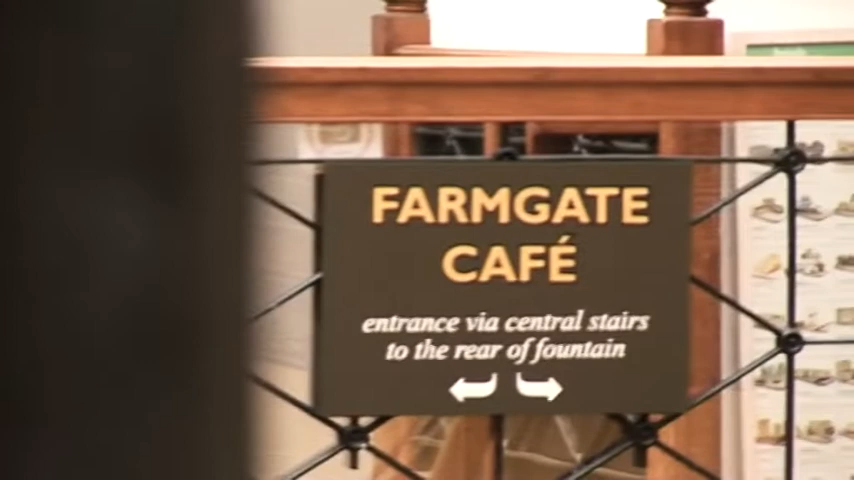 FARMGATE
CAFÉ
entrance via central stairs
to the rear of fountain